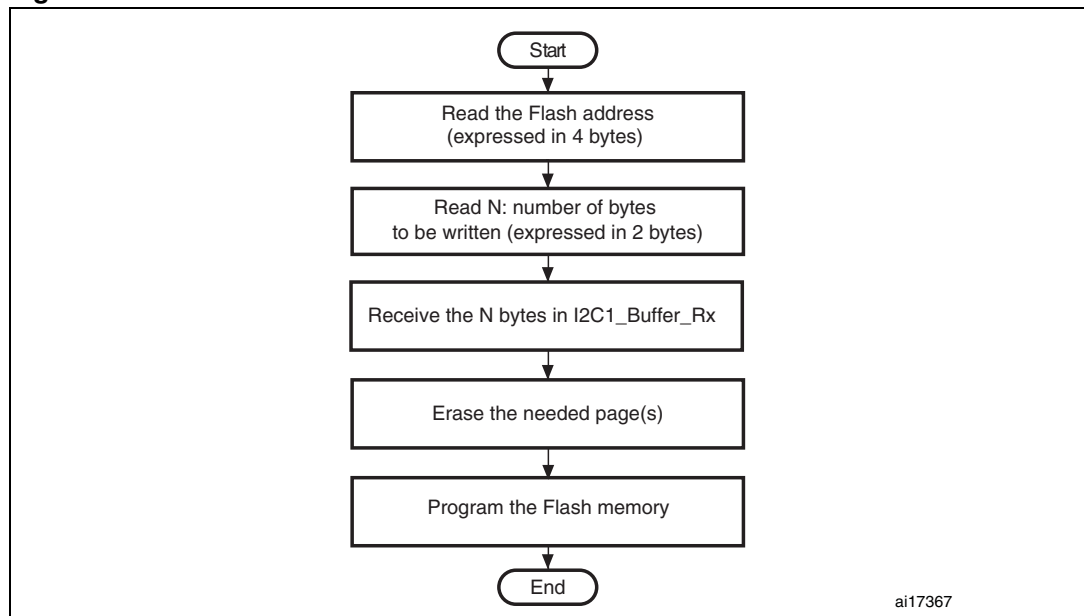 Start
Read the Flash address
(expressed in 4 bytes)
Read N: number of bytes
to be written (expressed in 2 bytes)
Receive the N bytes in I2C1_Buffer_Rx
Erase the needed page(s)
Program the Flash memory
End
ai17367